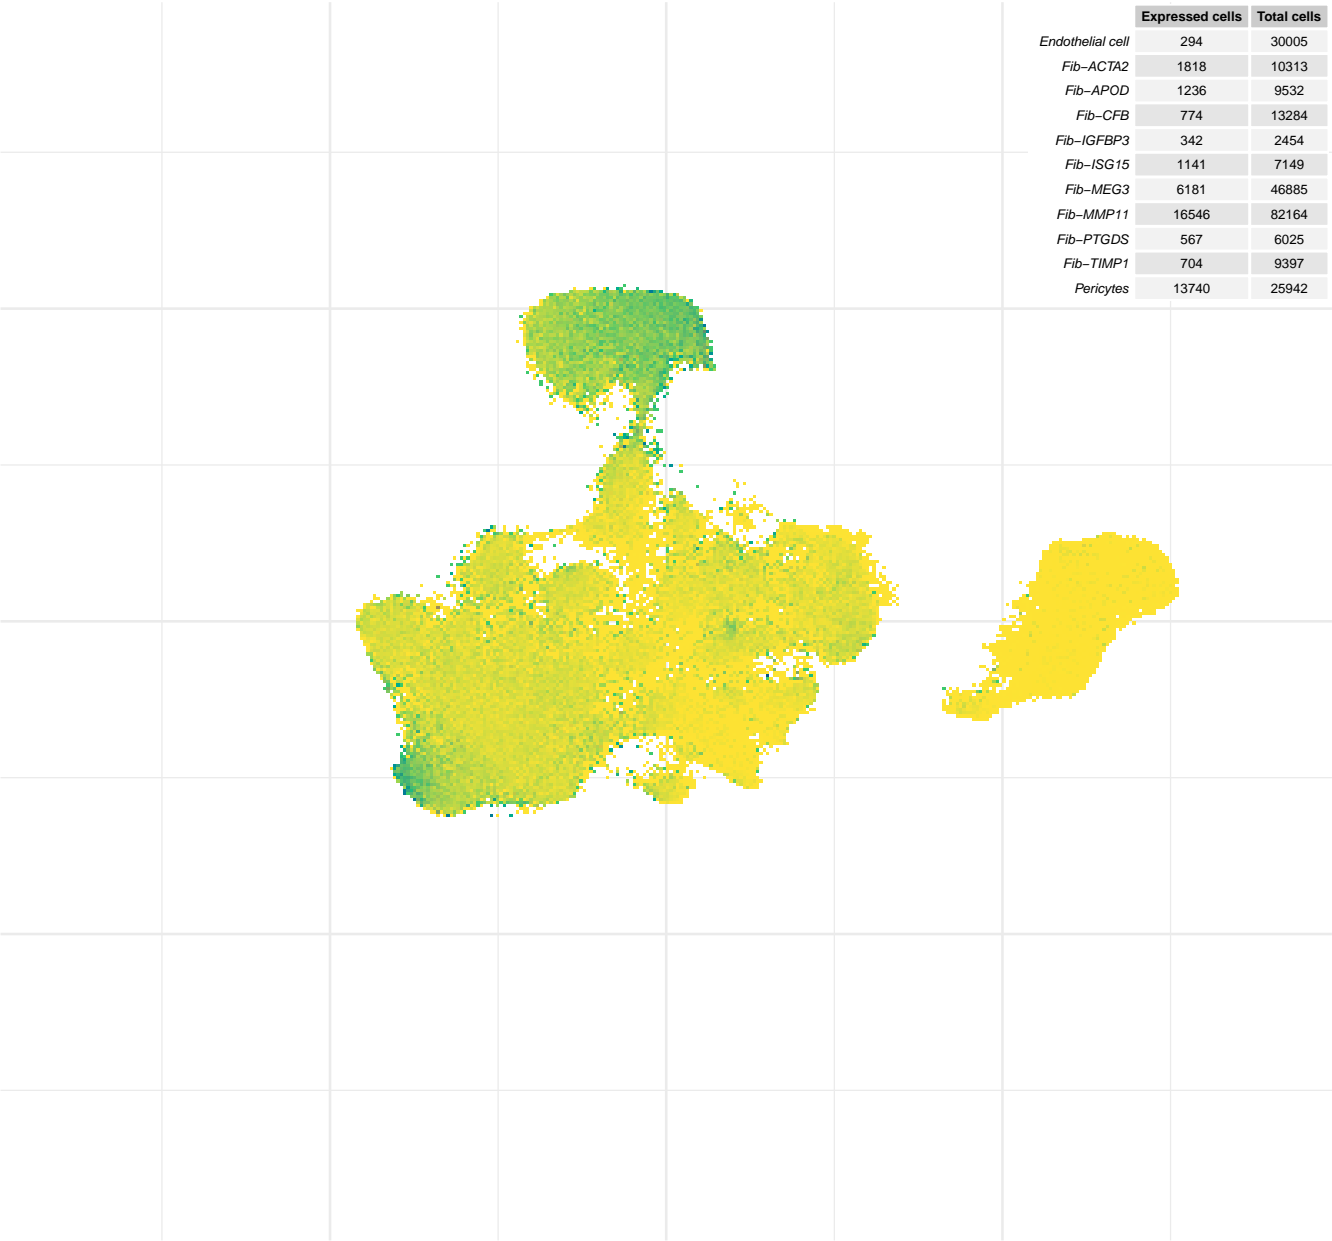 Expressed cells Total cells
Endothelial cell 294 30005
Fib−ACTA2 1818 10313
Fib−APOD 1236 9532
Fib−CFB 774 13284
Fib−IGFBP3 342 2454
Fib−ISG15 1141 7149
Fib−MEG3 6181 46885
Fib−MMP11 16546 82164
Fib−PTGDS 567 6025
Fib−TIMP1 704 9397
Pericytes 13740 25942